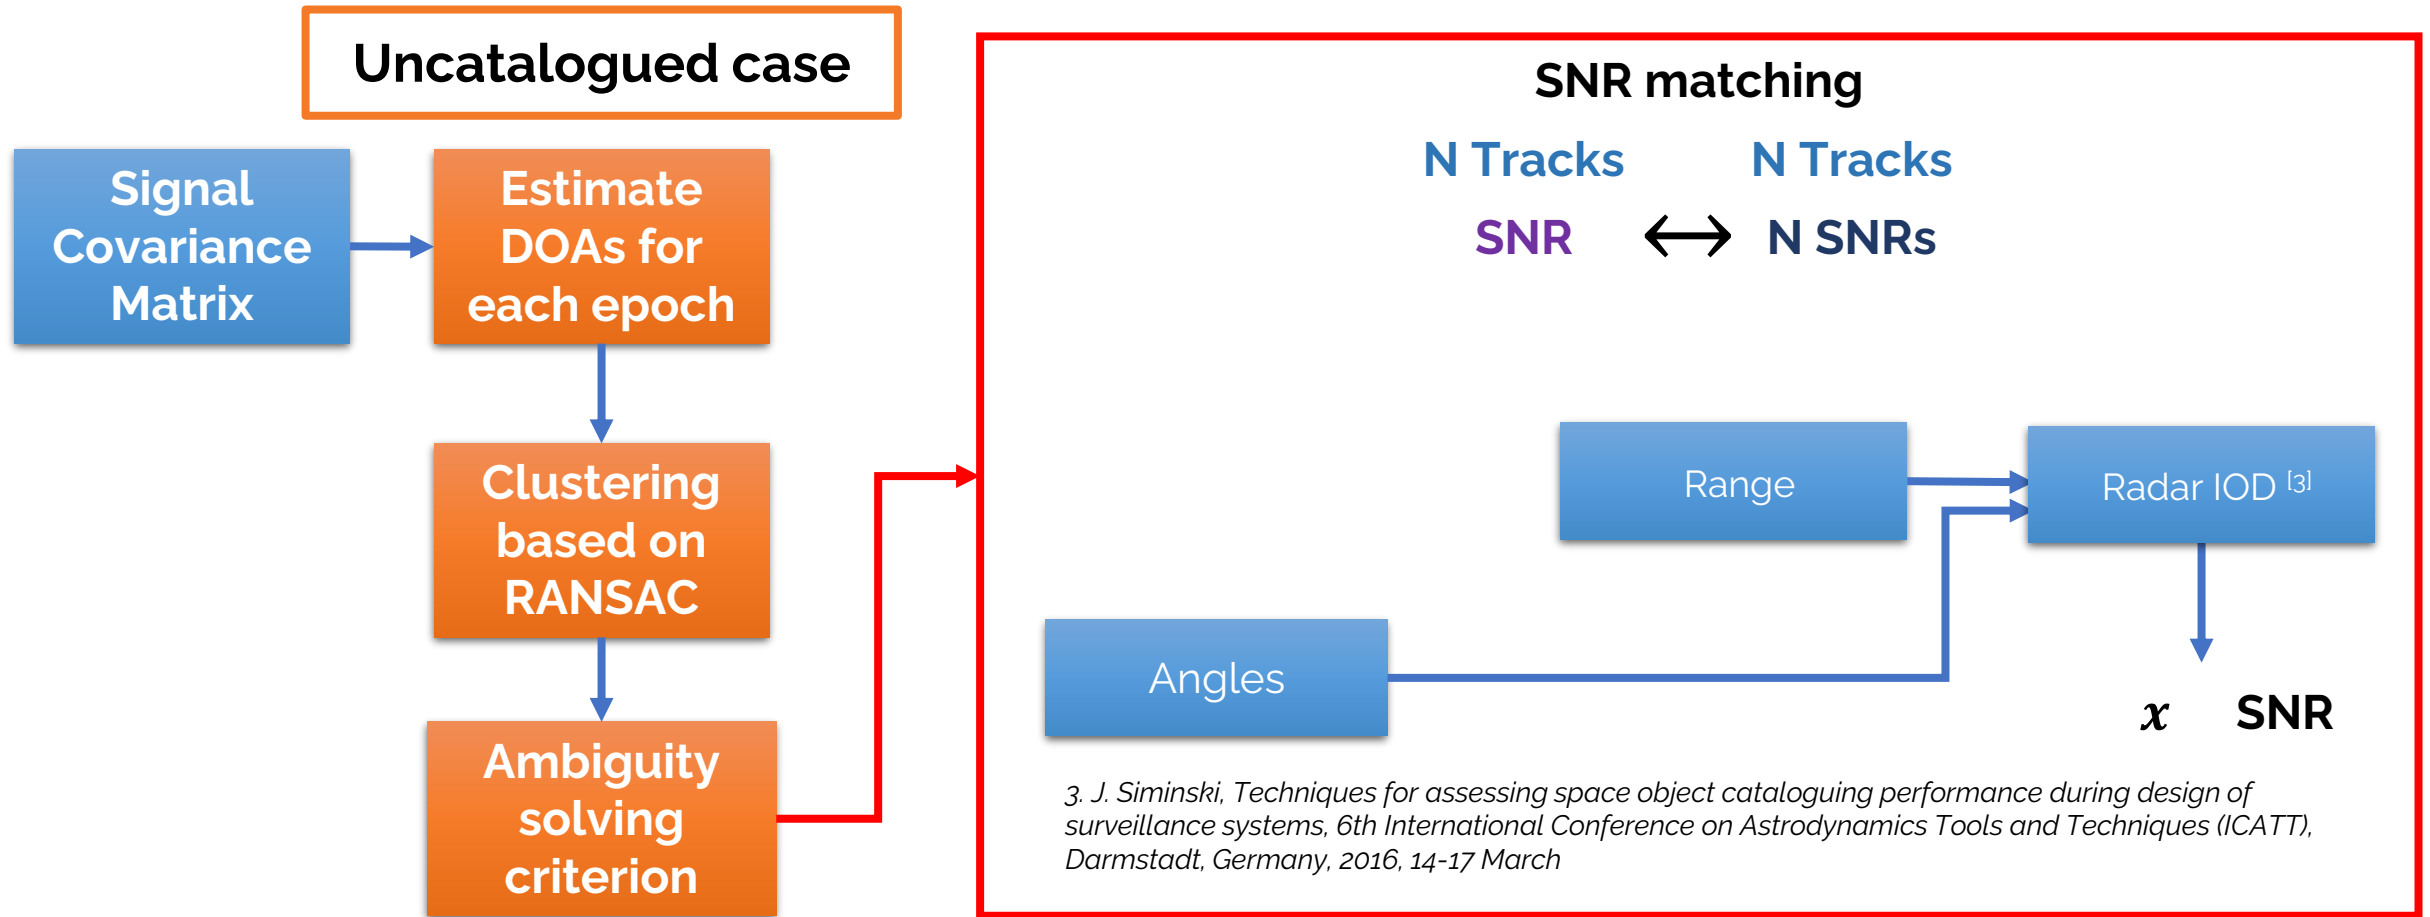 Uncatalogued case
Signal
Covariance
Matrix
Estimate
DOAs for
each epoch
Clustering
based on
RANSAC
Ambiguity
solving
criterion
SNR matching
N Tracks N Tracks
SNR ⟷ N SNRs
Range
Radar IOD [3]
Angles
x SNR
3. J. Siminski, Techniques for assessing space object cataloguing performance during design of
surveillance systems, 6th International Conference on Astrodynamics Tools and Techniques (ICATT),
Darmstadt, Germany, 2016, 14-17 March